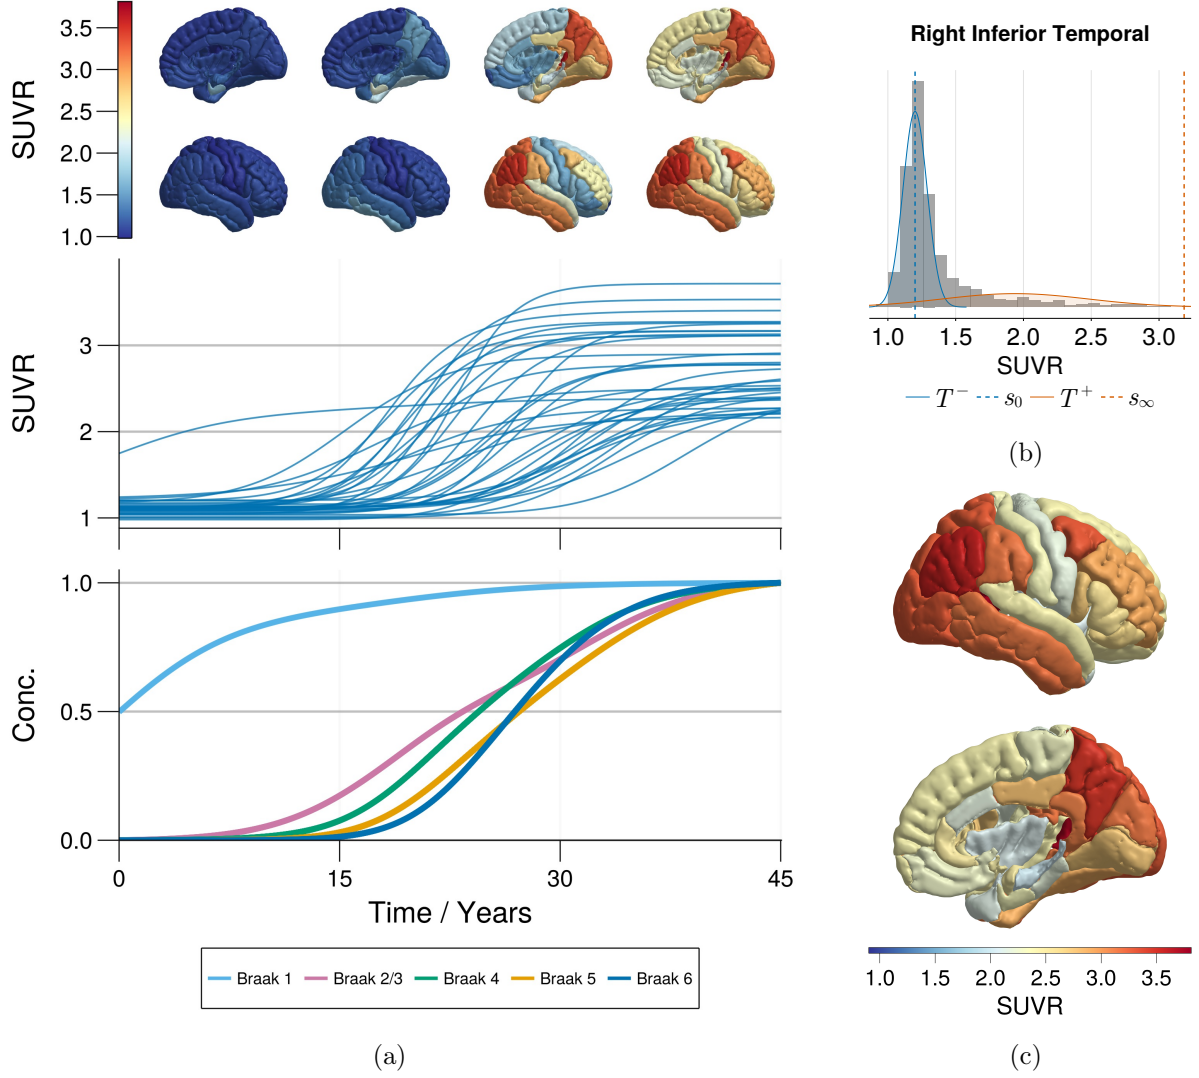 SUVR
3.5
3.0
2.5
2.0
1.5
1.0
SUVR
3
2
1
Conc.
1.0
0.5
0.0
0 15 30 45
Time / Years
Braak 1 Braak 2/3 Braak 4 Braak 5 Braak 6
(a)
Right Inferior Temporal
1.0 1.5 2.0 2.5 3.0
SUVR
T⁻ s₀ T⁺ s∞
(b)
1.0 1.5 2.0 2.5 3.0 3.5
SUVR
(c)